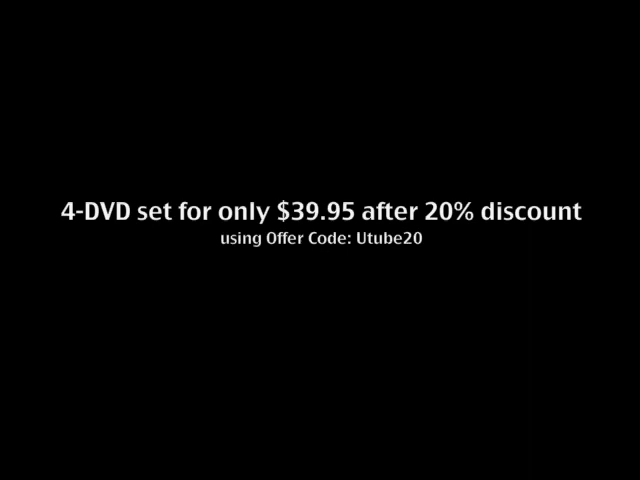 4-DVD set for only $39.95 after 20% discount
using Offer Code: Utube20